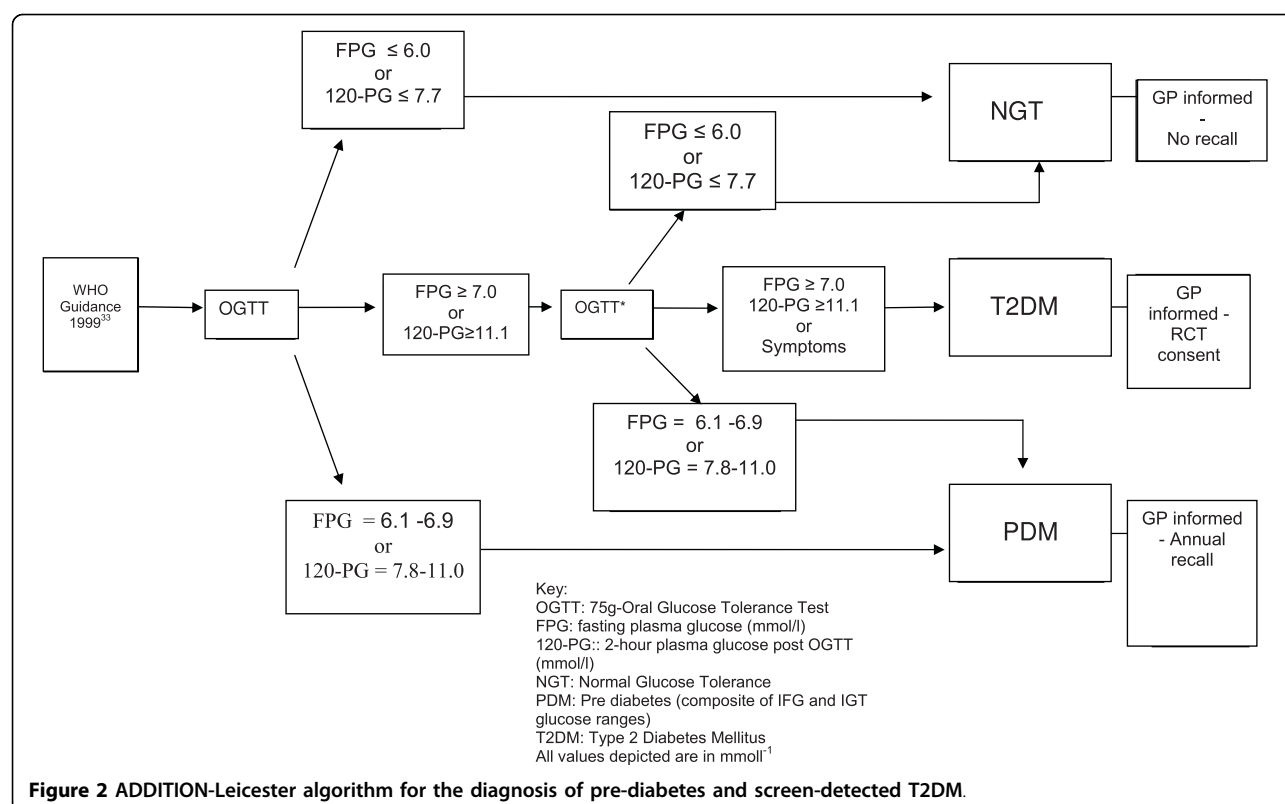 FPG ≤ 6.0
or
120-PG ≤ 7.7
NGT
GP informed
-
No recall
FPG ≤ 6.0
or
120-PG ≤ 7.7
WHO
Guidance
1999³³
OGTT
FPG ≥ 7.0
or
120-PG≥11.1
OGTT*
FPG ≥ 7.0
120-PG ≥11.1
or
Symptoms
T2DM
GP
informed -
RCT
consent
FPG = 6.1 -6.9
or
120-PG = 7.8-11.0
FPG = 6.1 -6.9
or
120-PG = 7.8-11.0
PDM
GP informed
- Annual
recall
Key:
OGTT: 75g-Oral Glucose Tolerance Test
FPG: fasting plasma glucose (mmol/l)
120-PG:: 2-hour plasma glucose post OGTT
(mmol/l)
NGT: Normal Glucose Tolerance
PDM: Pre diabetes (composite of IFG and IGT
glucose ranges)
T2DM: Type 2 Diabetes Mellitus
All values depicted are in mmoll⁻¹
Figure 2 ADDITION-Leicester algorithm for the diagnosis of pre-diabetes and screen-detected T2DM.